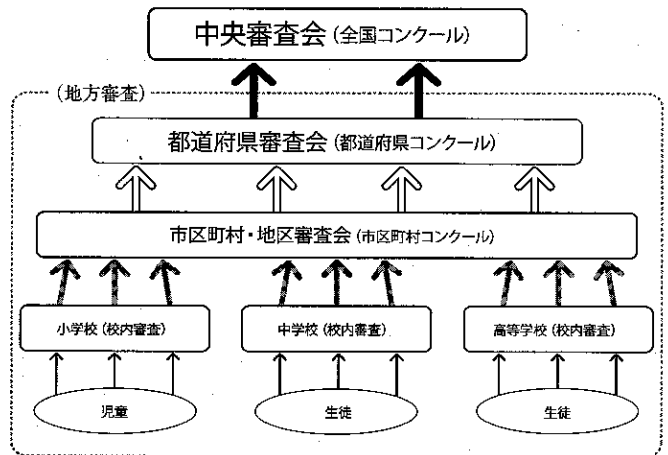 中央審査会(全国コンクール)
(地方審査)
都道府県審査会(都道府県コンクール)
市区町村・地区審査会(市区町村コンクール)
小学校(校内審査)
中学校(校内審査)
高等学校(校内審査)
児童
生徒
生徒